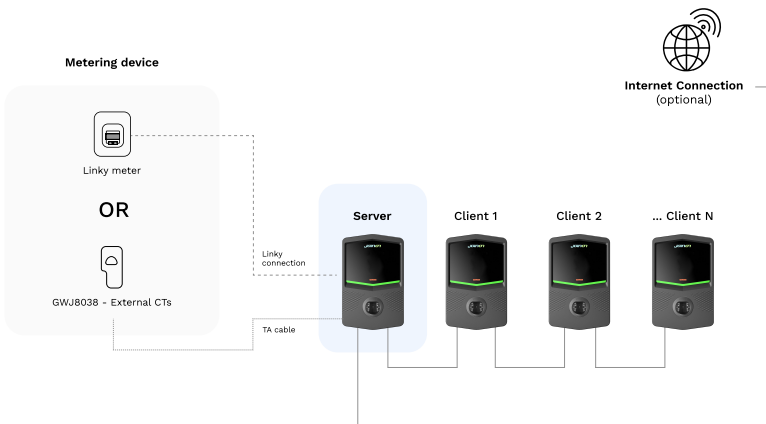 Metering device
Internet Connection
(optional)
Linky meter
OR
GWJ8038 - External CTs
Linky
connection
TA cable
Server
Client 1
Client 2
... Client N